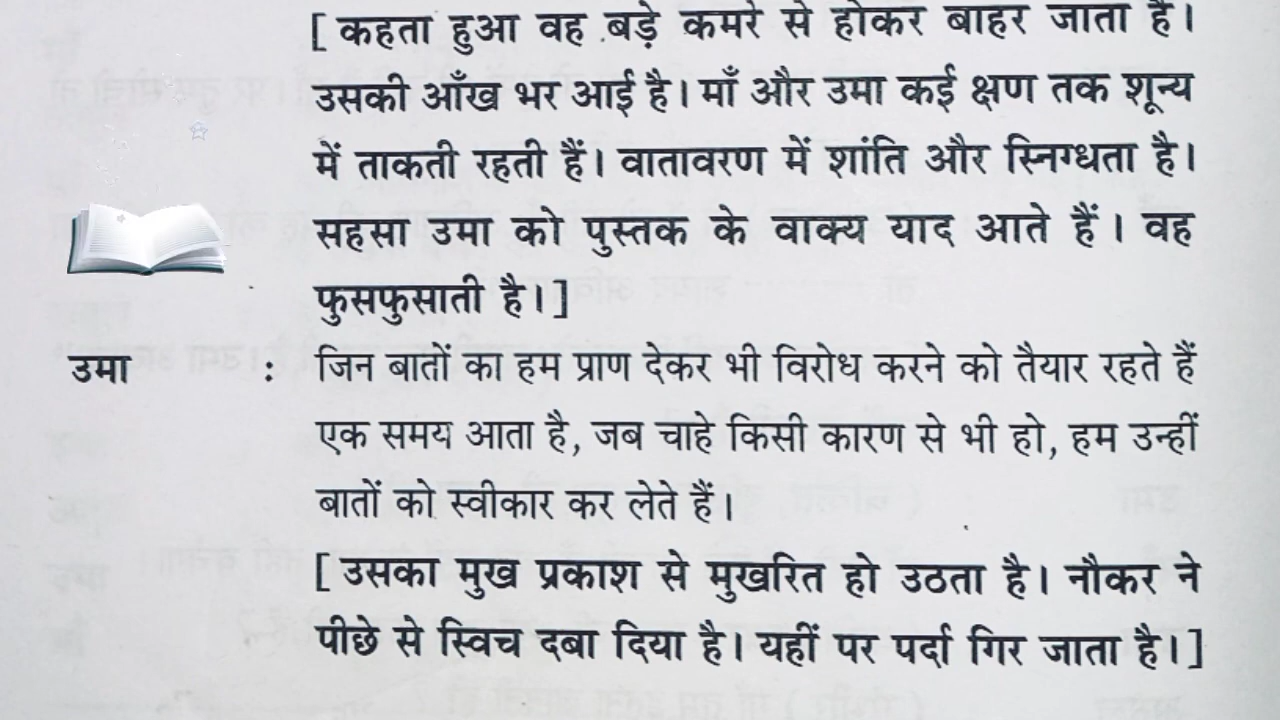 [ कहता हुआ वह बड़े कमरे से होकर बाहर जाता है।
उसकी आँख भर आई है। माँ और उमा कई क्षण तक शून्य
में ताकती रहती हैं। वातावरण में शांति और स्निग्धता है।
सहसा उमा को पुस्तक के वाक्य याद आते हैं। वह
फुसफुसाती है। ]
उमा : जिन बातों का हम प्राण देकर भी विरोध करने को तैयार रहते हैं
एक समय आता है, जब चाहे किसी कारण से भी हो, हम उन्हीं
बातों को स्वीकार कर लेते हैं।
[ उसका मुख प्रकाश से मुखरित हो उठता है। नौकर ने
पीछे से स्विच दबा दिया है। यहीं पर पर्दा गिर जाता है। ]